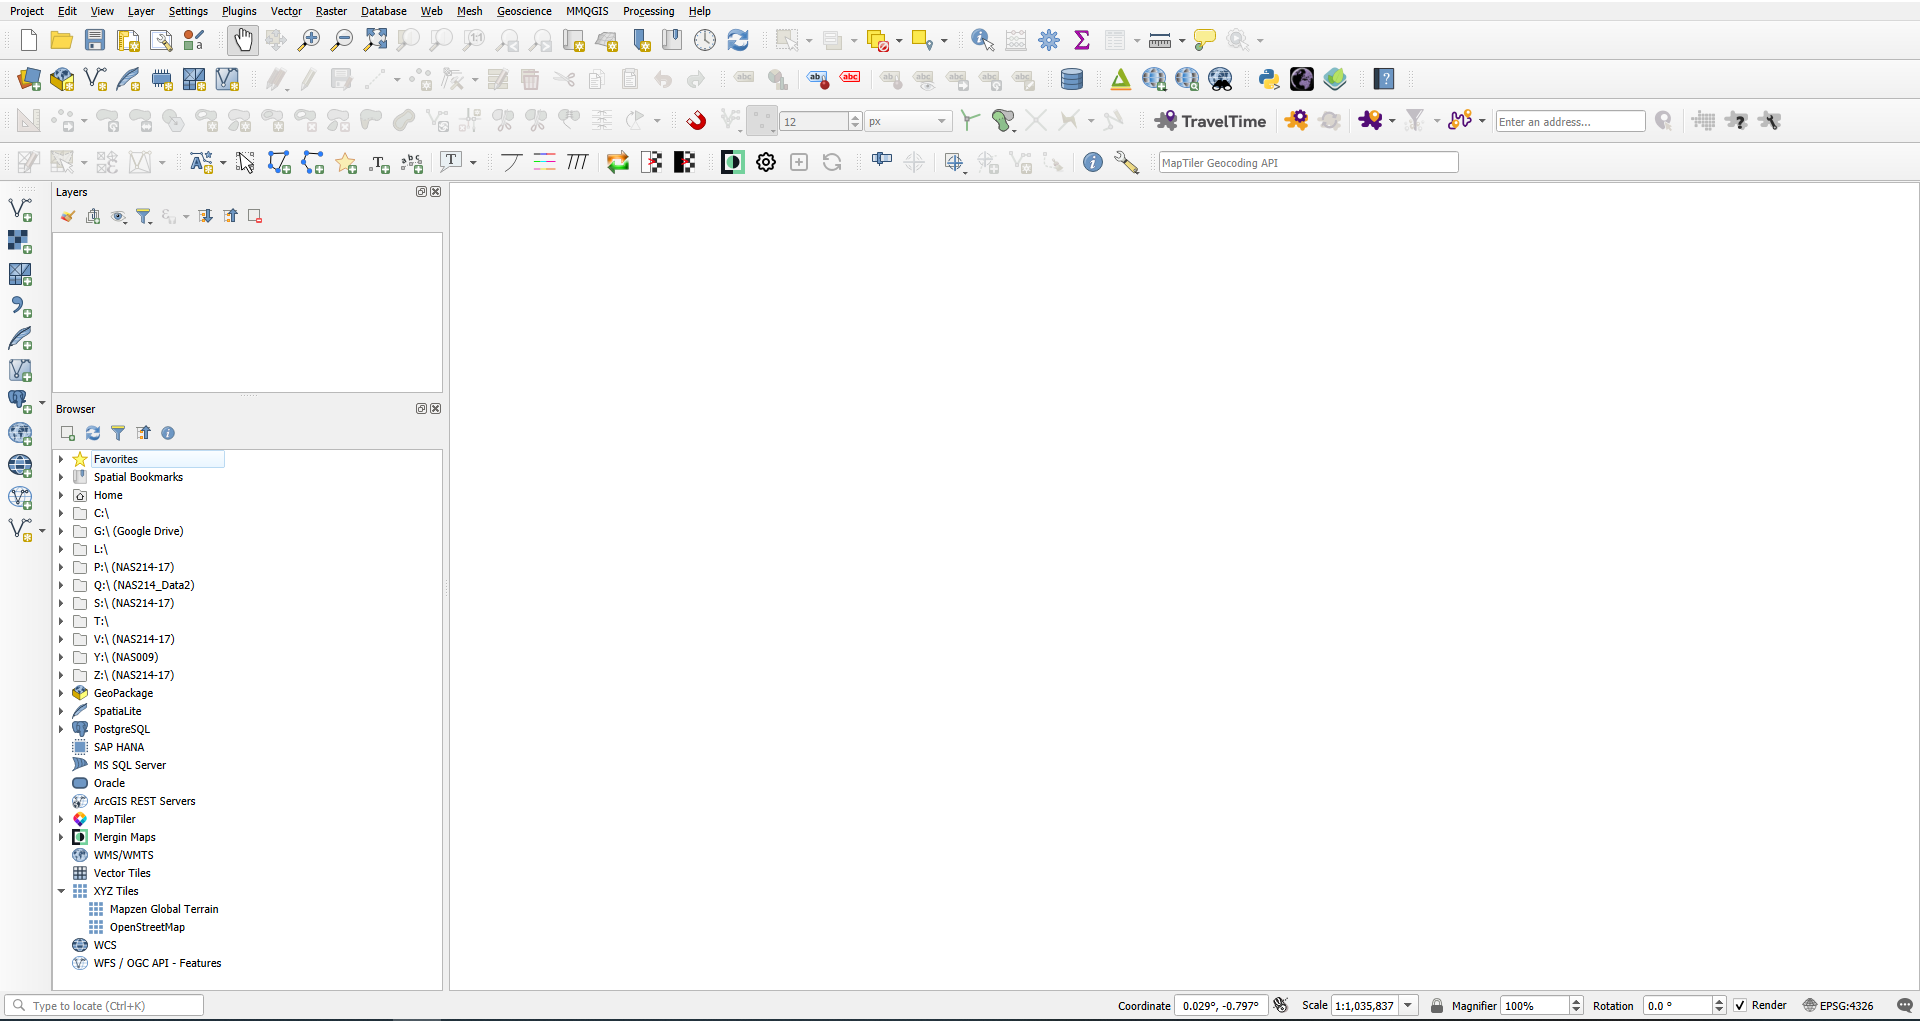 Project Edit View Layer Settings Plugins Vector Raster Database Web Mesh Geoscience MMQGIS Processing Help
abc ab abc
12 px TravelTime Enter an address...
T MapTiler Geocoding API
Layers
Browser
Favorites
Spatial Bookmarks
Home
C:\
G:\ (Google Drive)
L:\
P:\ (NAS214-17)
Q:\ (NAS214_Data2)
S:\ (NAS214-17)
T:\
V:\ (NAS214-17)
Y:\ (NAS009)
Z:\ (NAS214-17)
GeoPackage
SpatiaLite
PostgreSQL
SAP HANA
MS SQL Server
Oracle
ArcGIS REST Servers
MapTiler
Mergin Maps
WMS/WMTS
Vector Tiles
XYZ Tiles
Mapzen Global Terrain
OpenStreetMap
WCS
WFS / OGC API - Features
Type to locate (Ctrl+K) Coordinate 0.029°, -0.797° Scale 1:1,035,837 Magnifier 100% Rotation 0.0 ° Render EPSG:4326